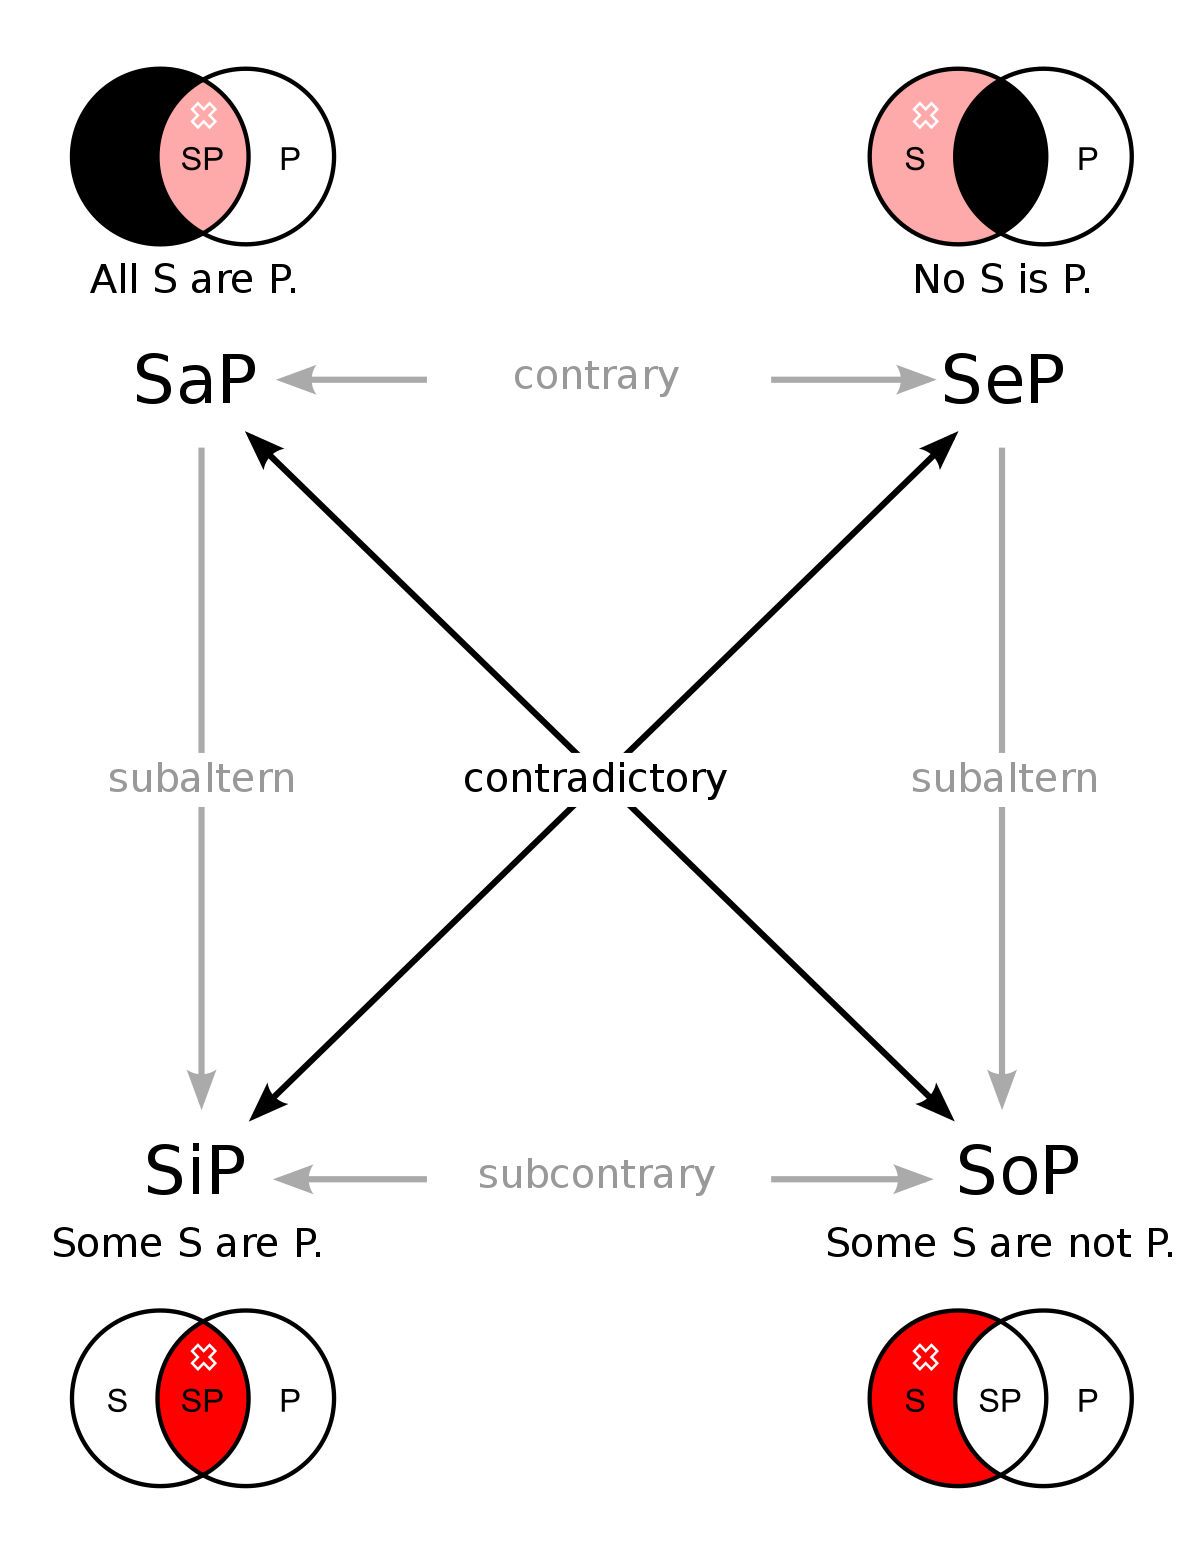 SP P
S P
All S are P.
No S is P.
SaP contrary SeP
subaltern contradictory subaltern
SiP subcontrary SoP
Some S are P.
Some S are not P.
S SP P
S SP P